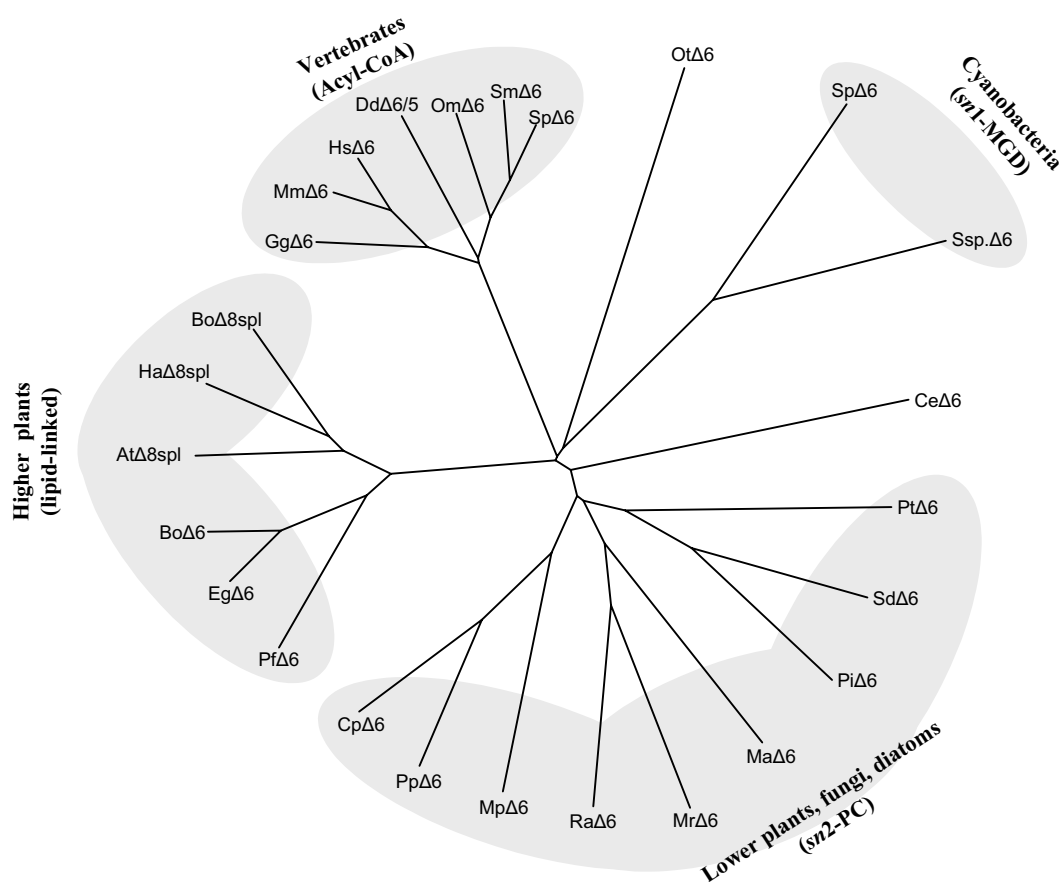 Vertebrates
(Acyl-CoA)
OtΔ6
Cyanobacteria
(sn1-MGD)
SpΔ6
SmΔ6
DdΔ6/5
OmΔ6
SpΔ6
HsΔ6
MmΔ6
GgΔ6
Ssp.Δ6
BoΔ8spl
HaΔ8spl
AtΔ8spl
Higher plants
(lipid-linked)
CeΔ6
BoΔ6
EgΔ6
PfΔ6
PtΔ6
SdΔ6
PiΔ6
CpΔ6
PpΔ6
MpΔ6
RaΔ6
MrΔ6
MaΔ6
Lower plants, fungi, diatoms
(sn2-PC)